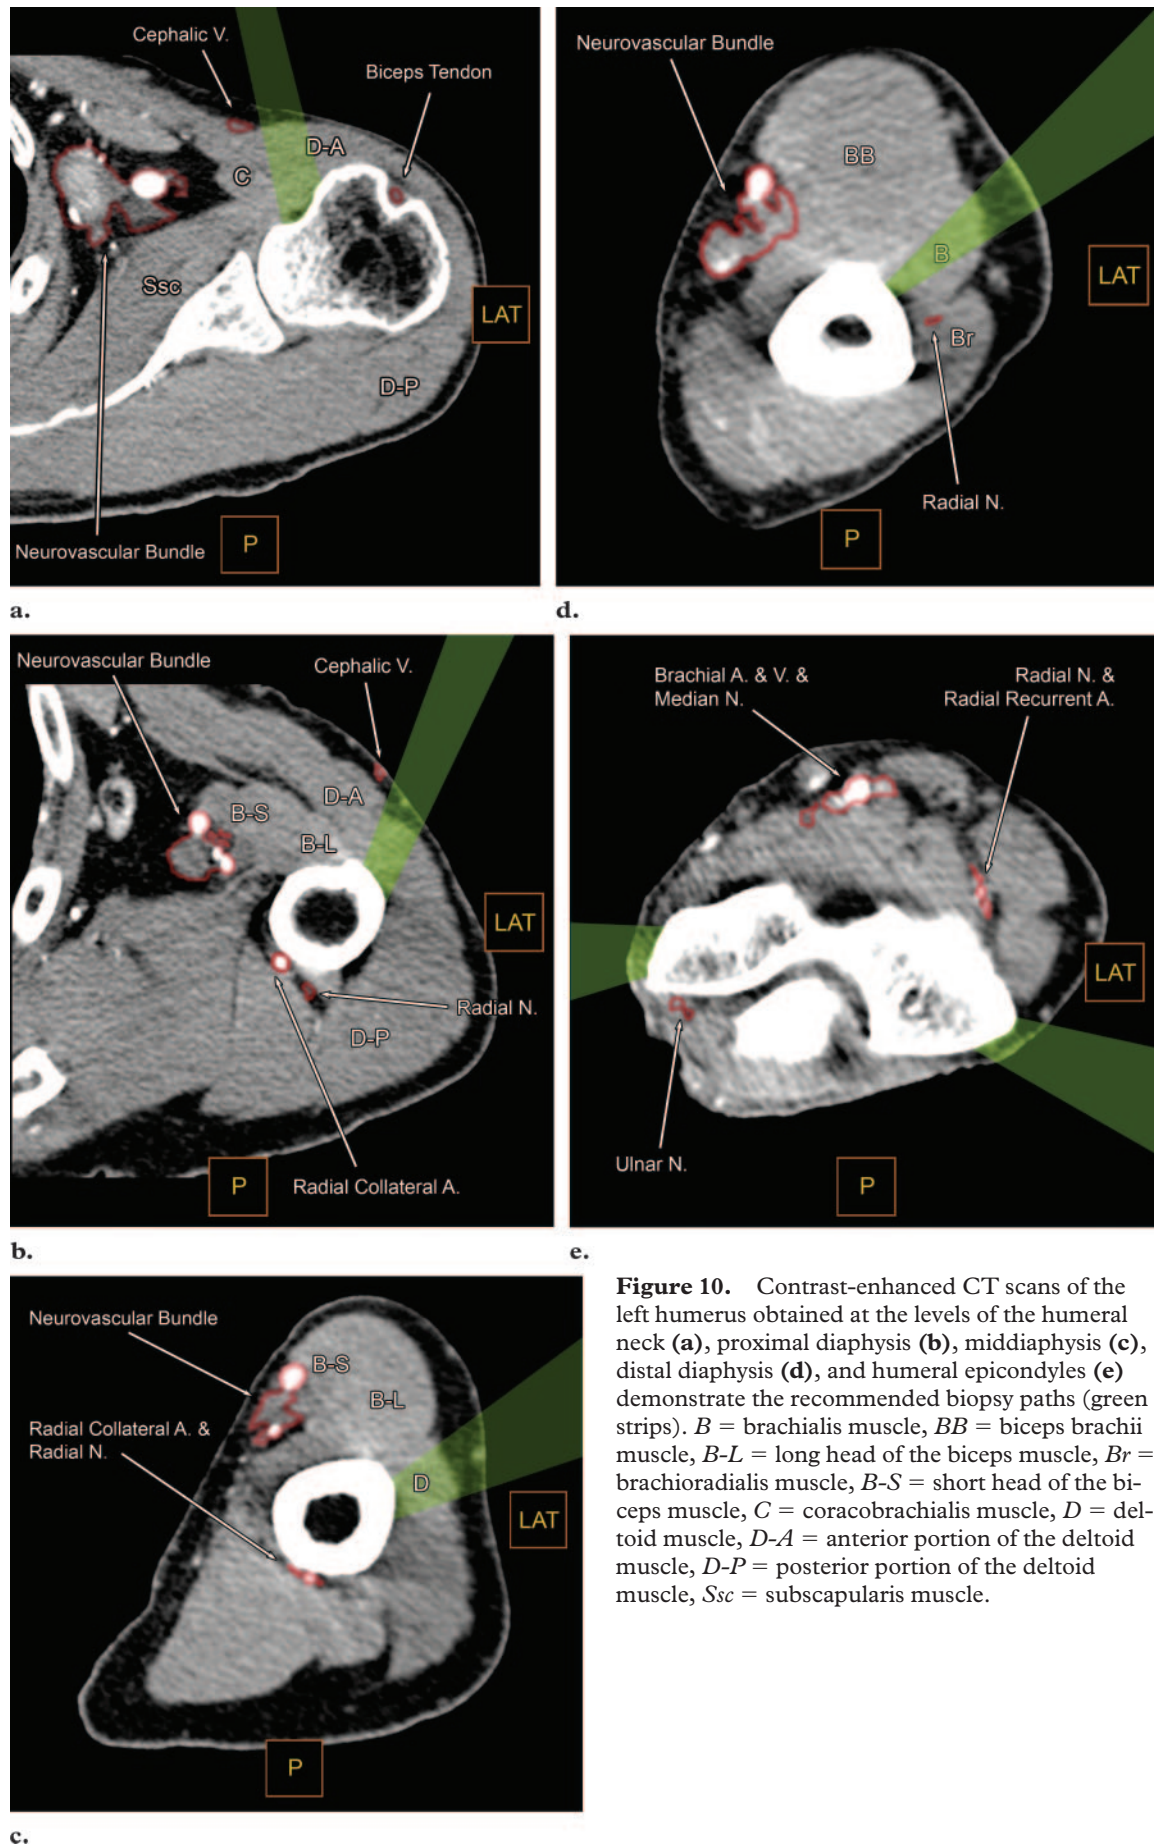 Cephalic V.
Biceps Tendon
D-A
C
Ssc
LAT
D-P
Neurovascular Bundle
P
a.
Neurovascular Bundle
BB
B
LAT
Br
Radial N.
P
d.
Neurovascular Bundle
Cephalic V.
D-A
B-S
B-L
LAT
Radial N.
D-P
P
Radial Collateral A.
b.
Brachial A. & V. &
Median N.
Radial N. &
Radial Recurrent A.
LAT
Ulnar N.
P
e.
Neurovascular Bundle
B-S
B-L
Radial Collateral A. &
Radial N.
D
LAT
P
c.
Figure 10. Contrast-enhanced CT scans of the
left humerus obtained at the levels of the humeral
neck (a), proximal diaphysis (b), middiaphysis (c),
distal diaphysis (d), and humeral epicondyles (e)
demonstrate the recommended biopsy paths (green
strips). B = brachialis muscle, BB = biceps brachii
muscle, B-L = long head of the biceps muscle, Br =
brachioradialis muscle, B-S = short head of the bi-
ceps muscle, C = coracobrachialis muscle, D = del-
toid muscle, D-A = anterior portion of the deltoid
muscle, D-P = posterior portion of the deltoid
muscle, Ssc = subscapularis muscle.